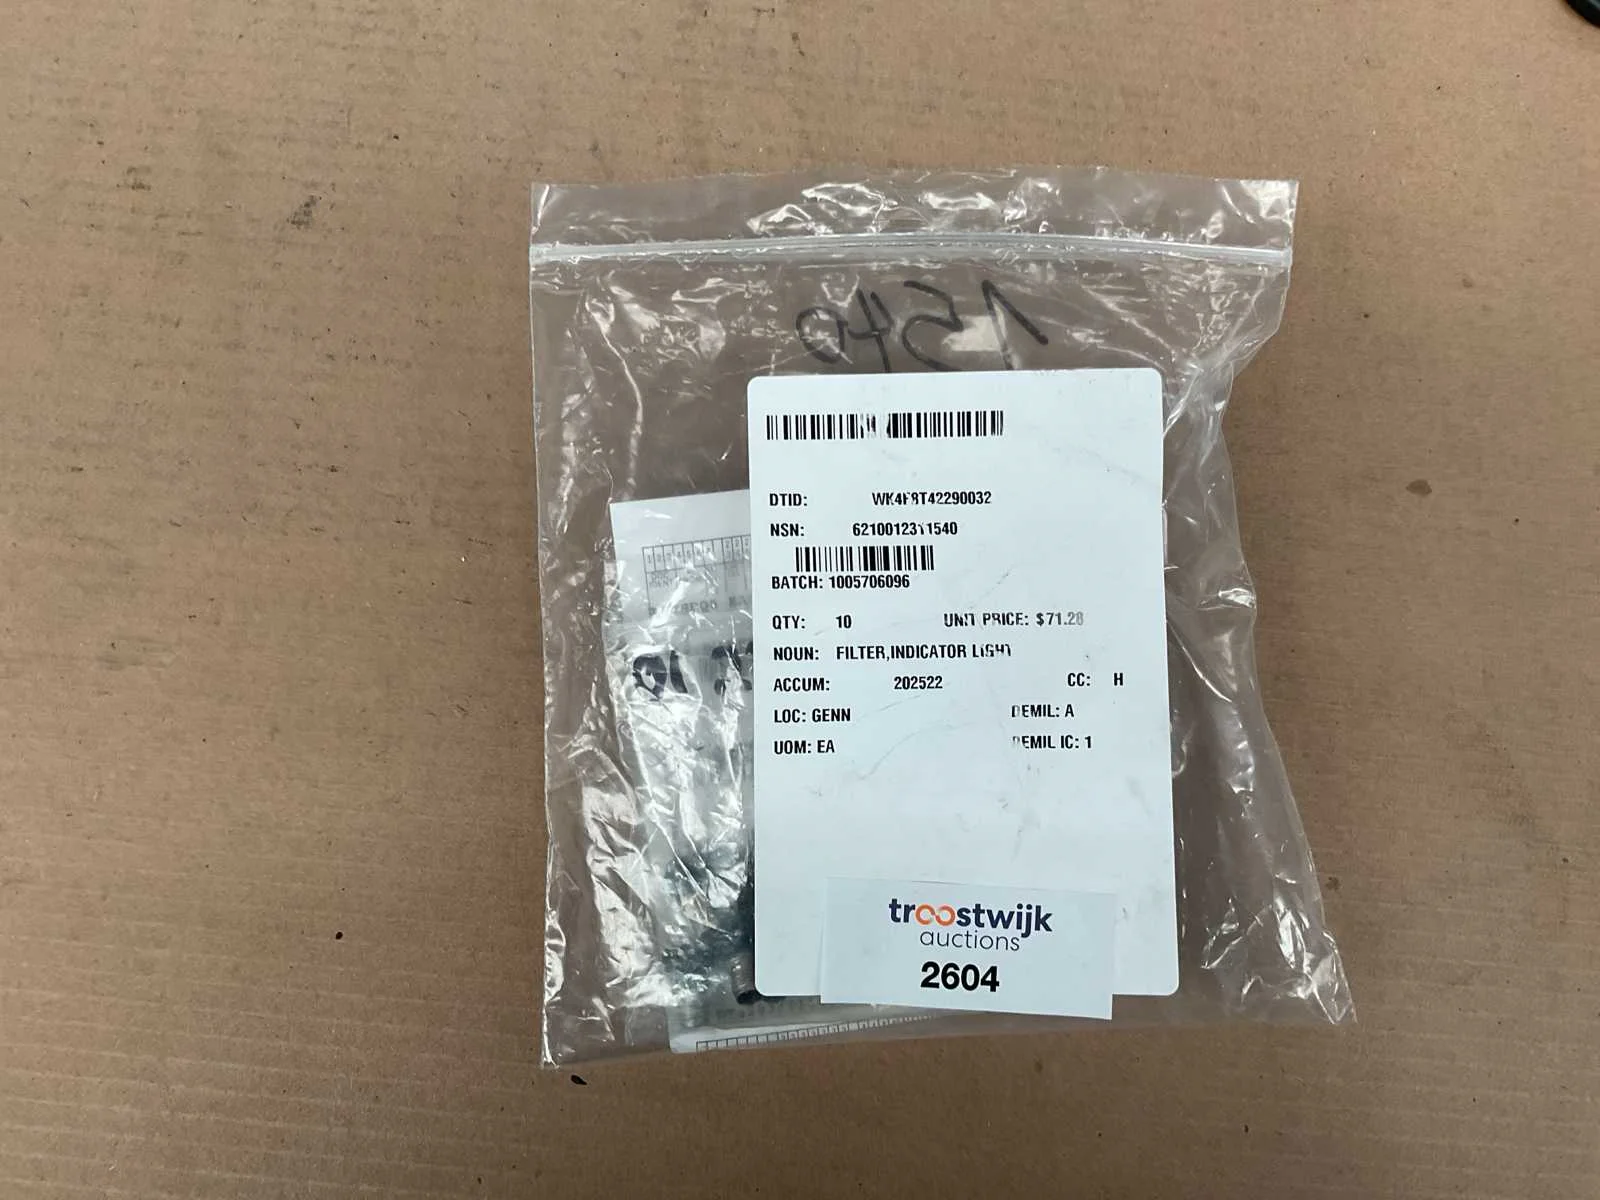 1540
DTID: WK4F8T42290032
NSN: 6210012311540
BATCH: 1005706096
QTY: 10 UNIT PRICE: $71.28
NOUN: FILTER,INDICATOR LIGHT
ACCUM: 202522 CC: H
LOC: GENN DEMIL: A
UOM: EA DEMIL IC: 1
troostwijk
auctions
2604